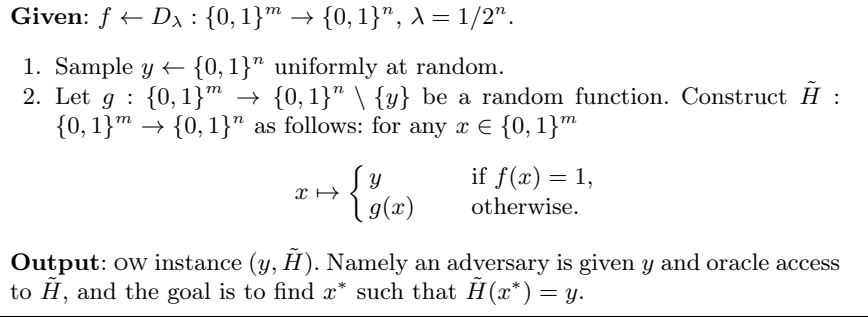 Given: f ← D_λ : {0, 1}^m → {0, 1}^n, λ = 1/2^n.
1. Sample y ← {0, 1}^n uniformly at random.
2. Let g : {0, 1}^m → {0, 1}^n \ {y} be a random function. Construct H̃ :
{0, 1}^m → {0, 1}^n as follows: for any x ∈ {0, 1}^m
x ↦ { y if f(x) = 1,
g(x) otherwise.
Output: OW instance (y, H̃). Namely an adversary is given y and oracle access
to H̃, and the goal is to find x* such that H̃(x*) = y.